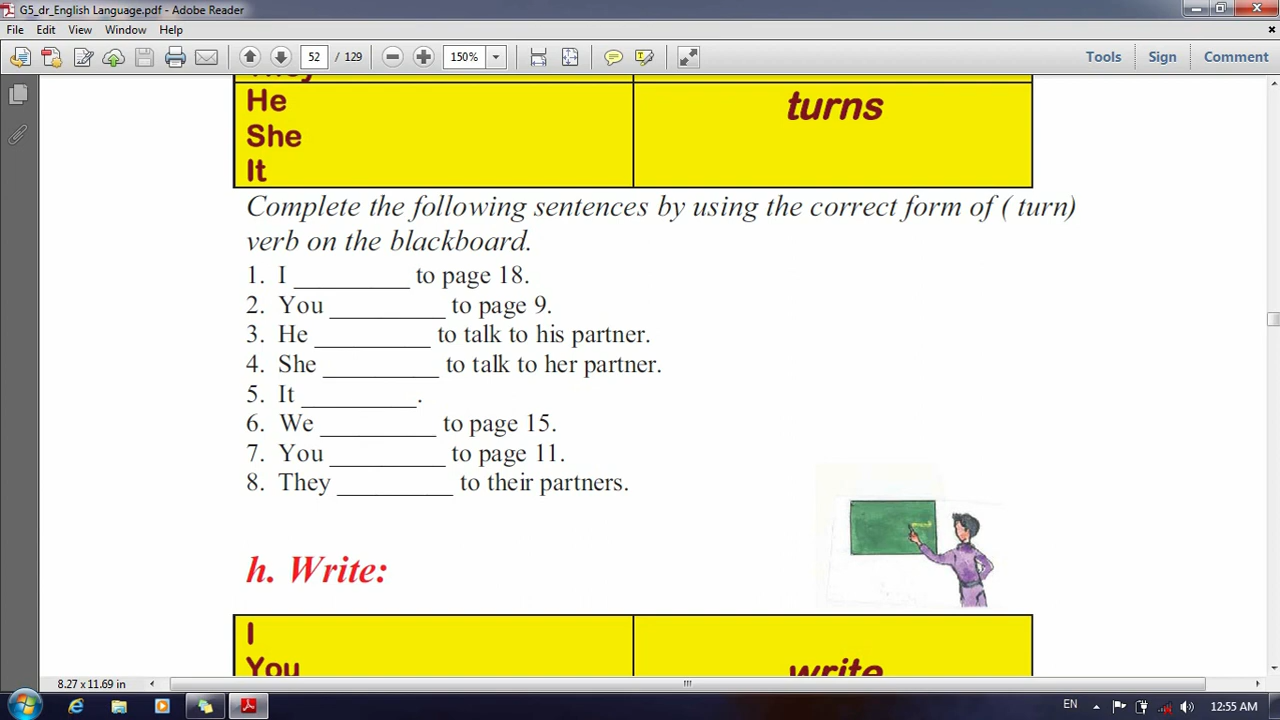 G5_dr_English Language.pdf - Adobe Reader
File Edit View Window Help
52 / 129 150% Tools Sign Comment
They
He turns
She
It
Complete the following sentences by using the correct form of ( turn)
verb on the blackboard.
1. I __________ to page 18.
2. You __________ to page 9.
3. He __________ to talk to his partner.
4. She __________ to talk to her partner.
5. It __________.
6. We __________ to page 15.
7. You __________ to page 11.
8. They __________ to their partners.
h. Write:
I
You write
8.27 x 11.69 in
EN 12:55 AM